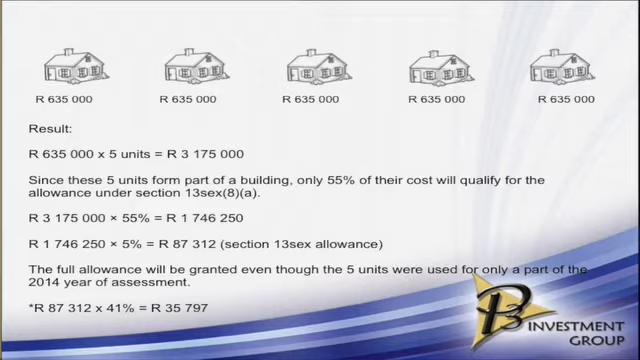 R 635 000 R 635 000 R 635 000 R 635 000 R 635 000
Result:
R 635 000 x 5 units = R 3 175 000
Since these 5 units form part of a building, only 55% of their cost will qualify for the
allowance under section 13sex(8)(a).
R 3 175 000 × 55% = R 1 746 250
R 1 746 250 × 5% = R 87 312 (section 13sex allowance)
The full allowance will be granted even though the 5 units were used for only a part of the
2014 year of assessment.
*R 87 312 x 41% = R 35 797
P3
INVESTMENT
GROUP